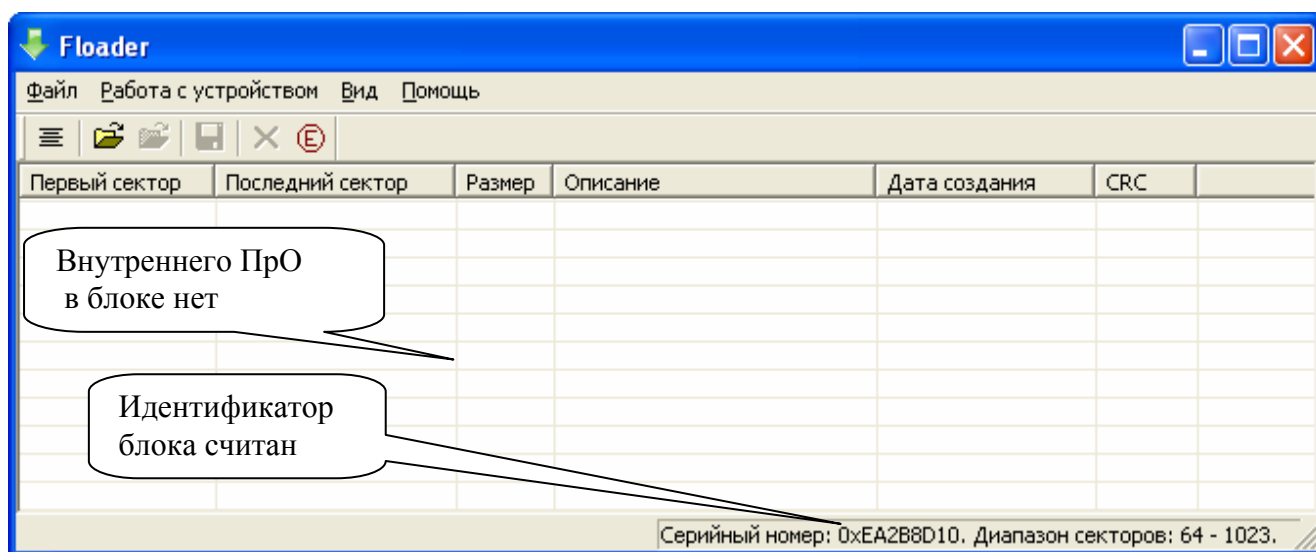 Floader
Файл Работа с устройством Вид Помощь
Первый сектор Последний сектор Размер Описание Дата создания CRC
Внутреннего ПрО
в блоке нет
Идентификатор
блока считан
Серийный номер: 0xEA2B8D10. Диапазон секторов: 64 - 1023.